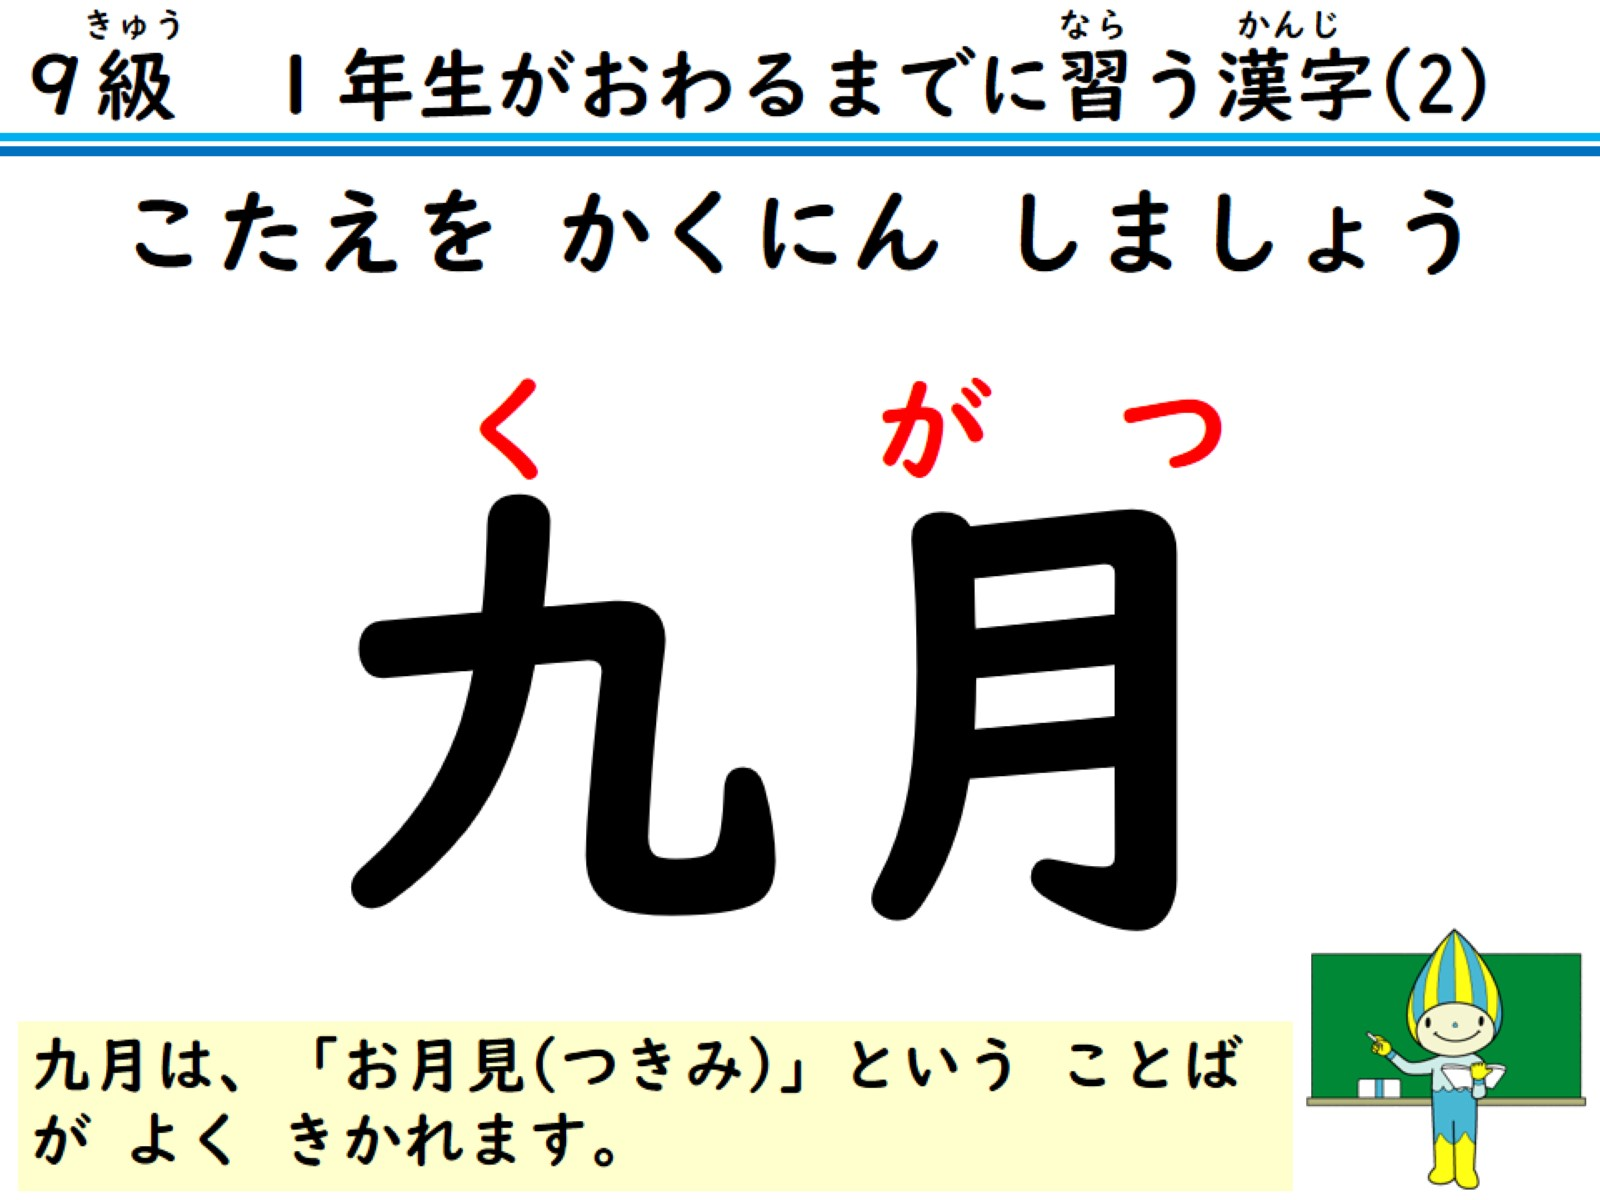 きゅう なら かんじ
9級 1年生がおわるまでに習う漢字(2)
こたえを かくにん しましょう
く がつ
九月
九月は、「お月見(つきみ)」という ことば
が よく きかれます。